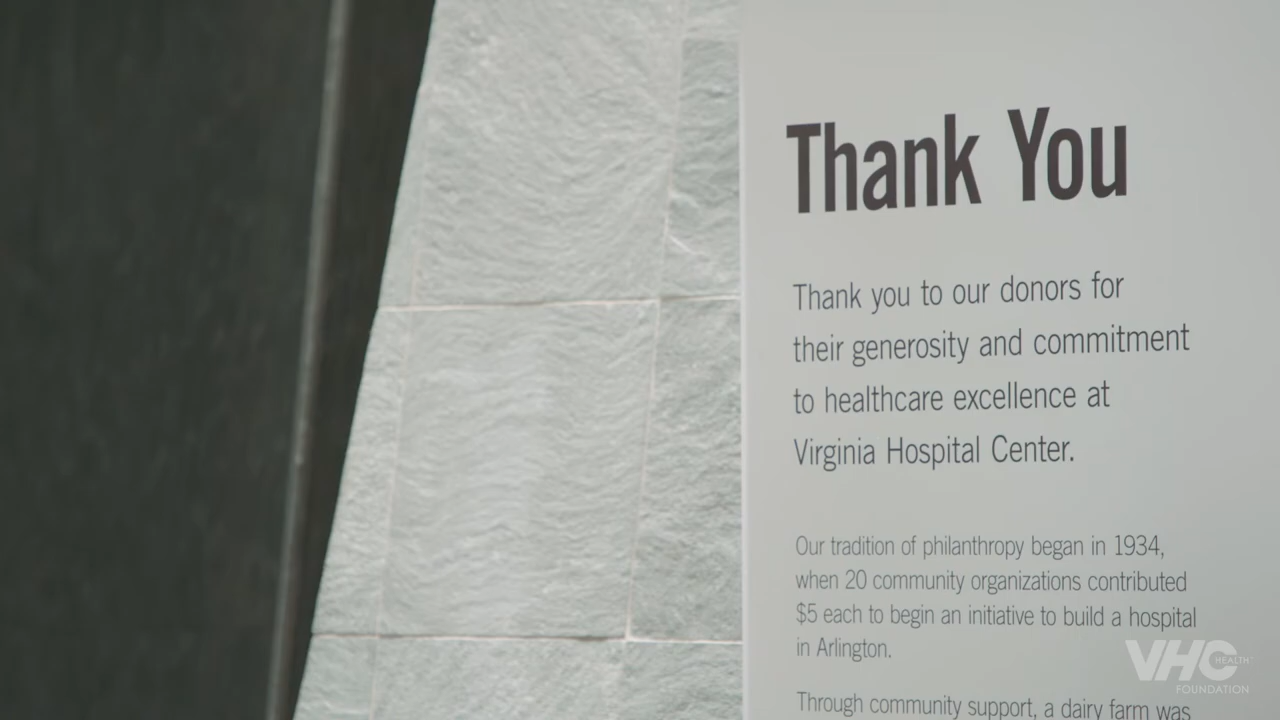 Thank You
Thank you to our donors for
their generosity and commitment
to healthcare excellence at
Virginia Hospital Center.
Our tradition of philanthropy began in 1934,
when 20 community organizations contributed
$5 each to begin an initiative to build a hospital
in Arlington.
Through community support, a dairy farm was
VHC HEALTH
FOUNDATION